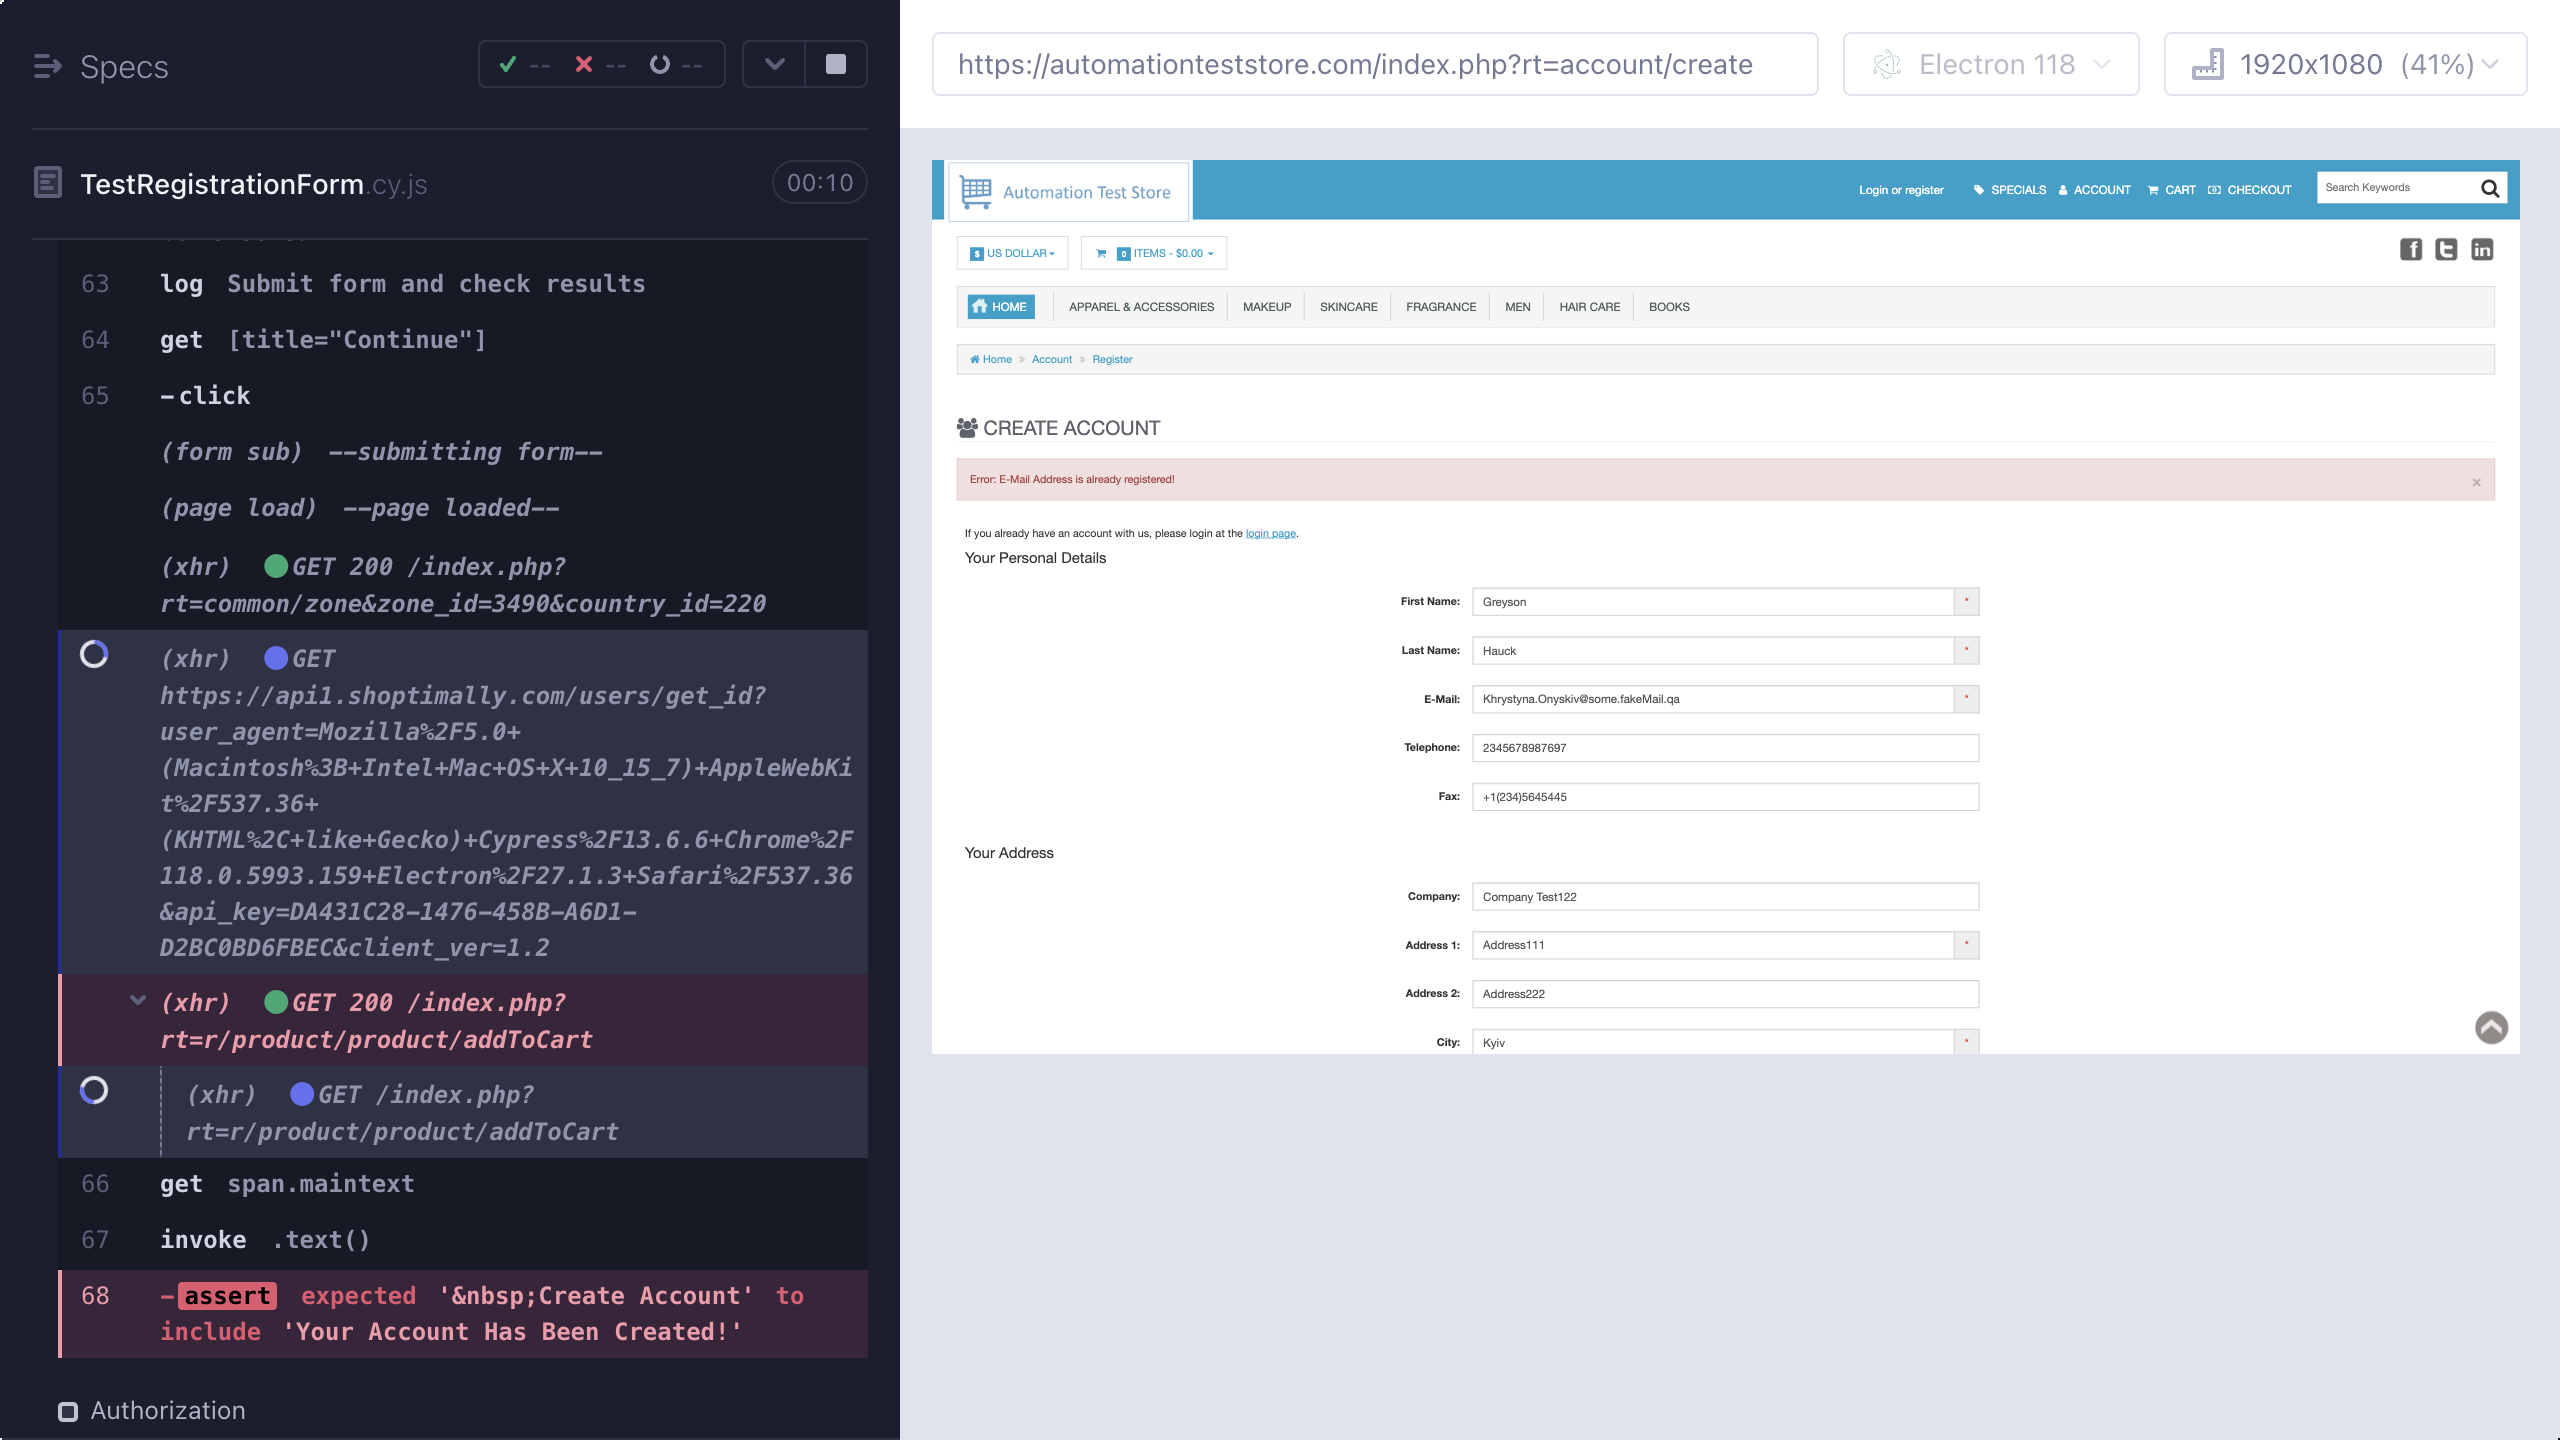 Specs
-- -- --
TestRegistrationForm.cy.js
00:10
63 log Submit form and check results
64 get [title="Continue"]
65 -click
(form sub) --submitting form--
(page load) --page loaded--
(xhr) GET 200 /index.php?
rt=common/zone&zone_id=3490&country_id=220
(xhr) GET
https://api1.shoptimally.com/users/get_id?
user_agent=Mozilla%2F5.0+
(Macintosh%3B+Intel+Mac+OS+X+10_15_7)+AppleWebKi
t%2F537.36+
(KHTML%2C+like+Gecko)+Cypress%2F13.6.6+Chrome%2F
118.0.5993.159+Electron%2F27.1.3+Safari%2F537.36
&api_key=DA431C28-1476-458B-A6D1-
D2BC0BD6FBEC&client_ver=1.2
(xhr) GET 200 /index.php?
rt=r/product/product/addToCart
(xhr) GET /index.php?
rt=r/product/product/addToCart
66 get span.maintext
67 invoke .text()
68 -assert expected '&nbsp;Create Account' to
include 'Your Account Has Been Created!'
Authorization
https://automationteststore.com/index.php?rt=account/create
Electron 118
1920x1080 (41%)
Automation Test Store
Login or register
SPECIALS
ACCOUNT
CART
CHECKOUT
Search Keywords
$ US DOLLAR
0 ITEMS - $0.00
HOME
APPAREL & ACCESSORIES
MAKEUP
SKINCARE
FRAGRANCE
MEN
HAIR CARE
BOOKS
Home » Account » Register
CREATE ACCOUNT
Error: E-Mail Address is already registered! ×
If you already have an account with us, please login at the login page.
Your Personal Details
First Name: Greyson *
Last Name: Hauck *
E-Mail: Khrystyna.Onyskiv@some.fakeMail.qa *
Telephone: 2345678987697
Fax: +1(234)5645445
Your Address
Company: Company Test122
Address 1: Address111 *
Address 2: Address222
City: Kyiv *